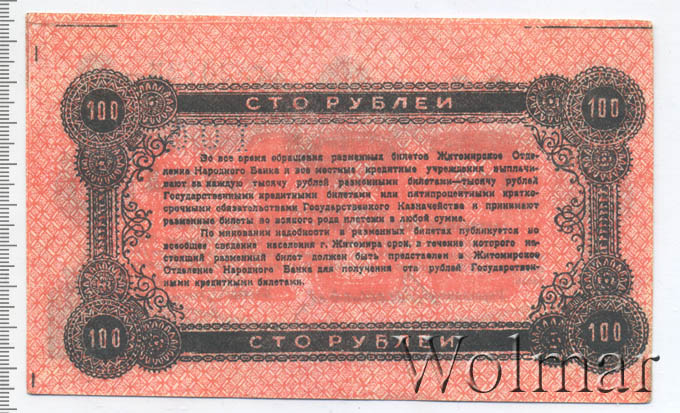 100 СТО РУБЛЕЙ 100
Во все время обращения разменных билетов Житомирское Отде-
ление Народного Банка и все местные кредитные учреждения выплачи-
вают за каждую тысячу рублей разменными билетами—тысячу рублей
Государственными кредитными билетами или пятипроцентными кратко-
срочными обязательствами Государственного Казначейства и принимают
разменные билеты во всякого рода платежи в любой сумме.
По миновании надобности в разменных билетах публикуется во
всеобщее сведение населения г. Житомира срок, в течение которого на-
стоящий разменный билет должен быть представлен в Житомирское
Отделение Народного Банка для получения ста рублей Государствен-
ными кредитными билетами.
100 СТО РУБЛЕЙ 100
Wolmar